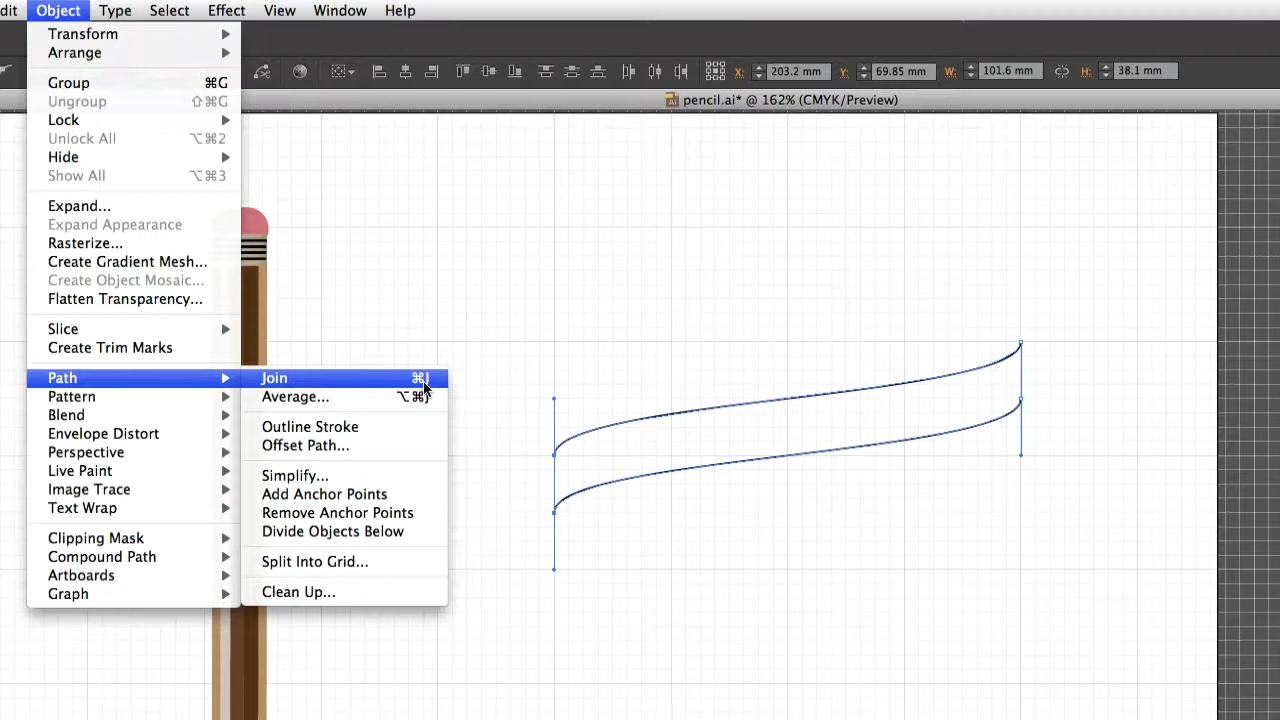 dit Object Type Select Effect View Window Help
X: 203.2 mm Y: 69.85 mm W: 101.6 mm H: 38.1 mm
pencil.ai* @ 162% (CMYK/Preview)
Transform
Arrange
Group ⌘G
Ungroup ⇧⌘G
Lock
Unlock All ⌥⌘2
Hide
Show All ⌥⌘3
Expand...
Expand Appearance
Rasterize...
Create Gradient Mesh...
Create Object Mosaic...
Flatten Transparency...
Slice
Create Trim Marks
Path
Pattern
Blend
Envelope Distort
Perspective
Live Paint
Image Trace
Text Wrap
Clipping Mask
Compound Path
Artboards
Graph
Join ⌘J
Average... ⌥⌘J
Outline Stroke
Offset Path...
Simplify...
Add Anchor Points
Remove Anchor Points
Divide Objects Below
Split Into Grid...
Clean Up...